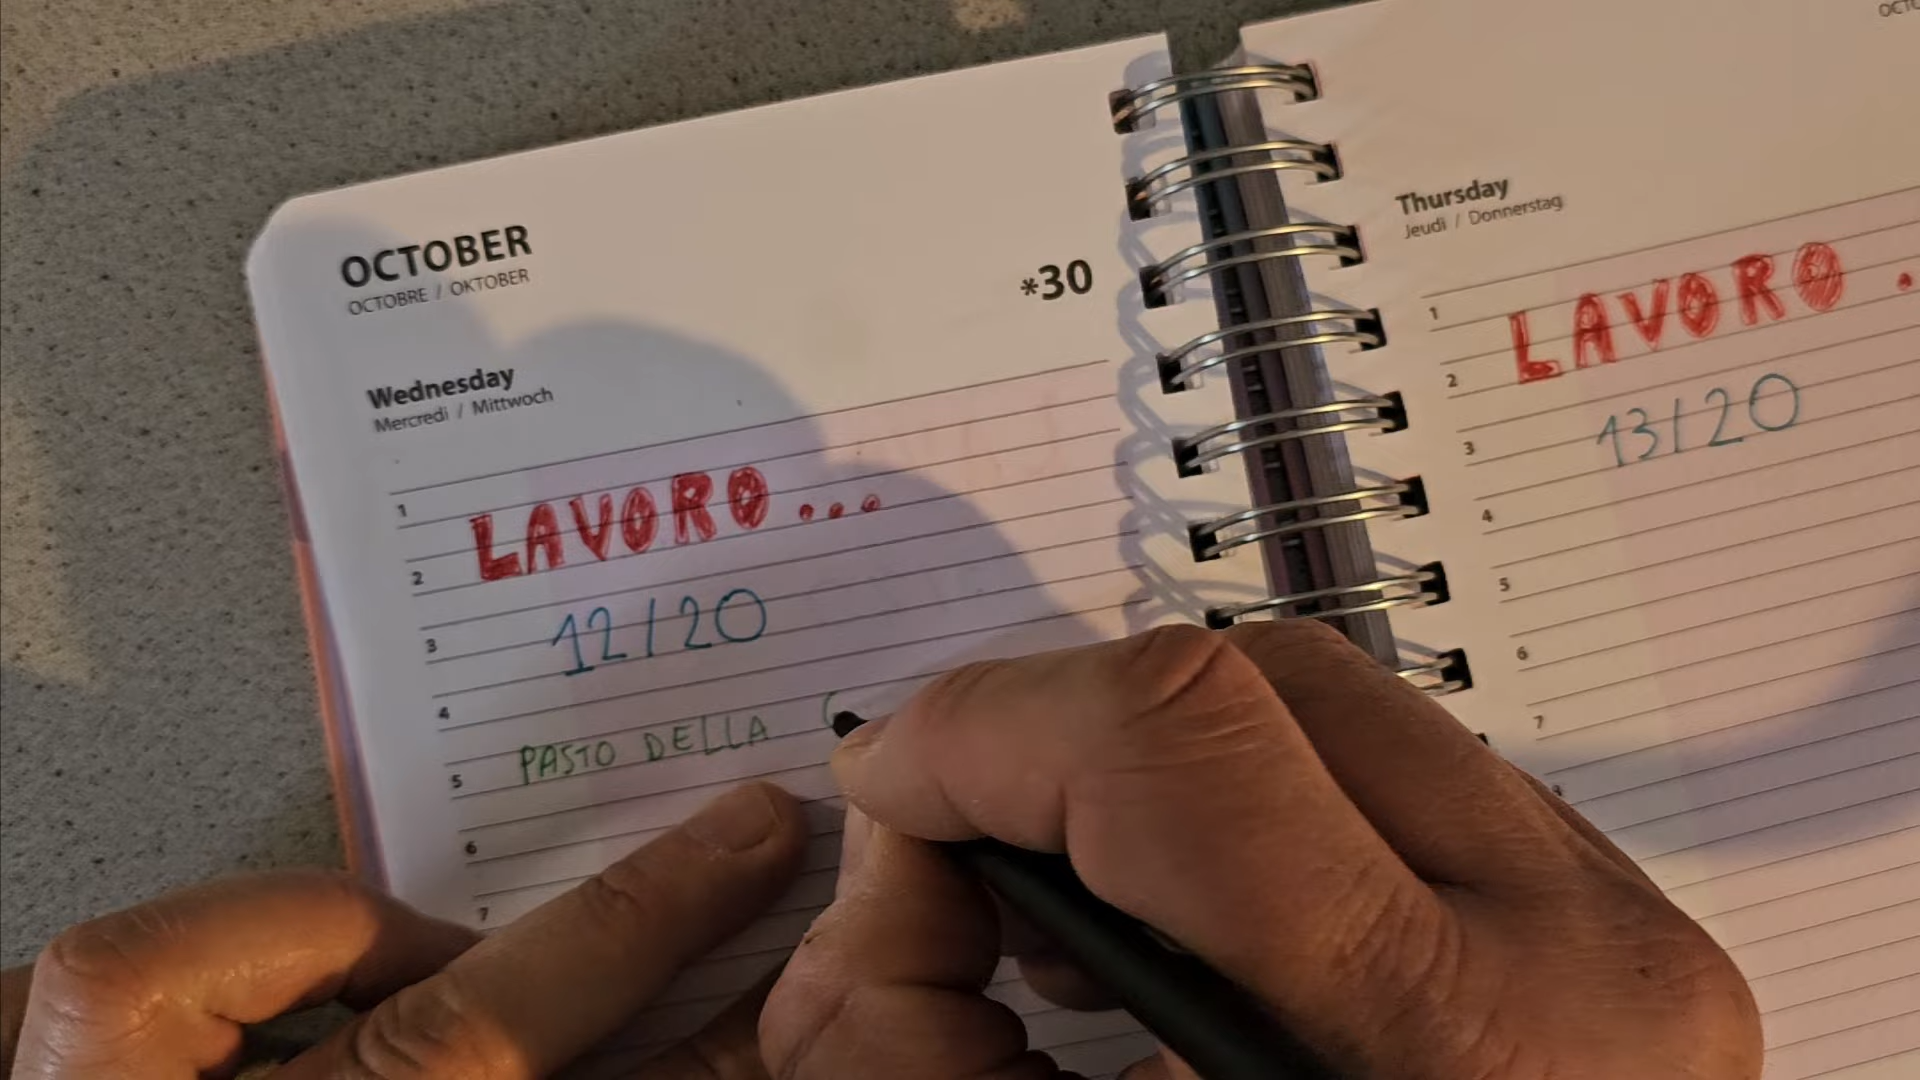 OCTOBER
OCTOBRE / OKTOBER
*30
Wednesday
Mercredi / Mittwoch
1
LAVORO...
2
12/20
3
4
PASTO DELLA
5
6
7
Thursday
Jeudi / Donnerstag
1
LAVORO .
2
13/20
3
4
5
6
7